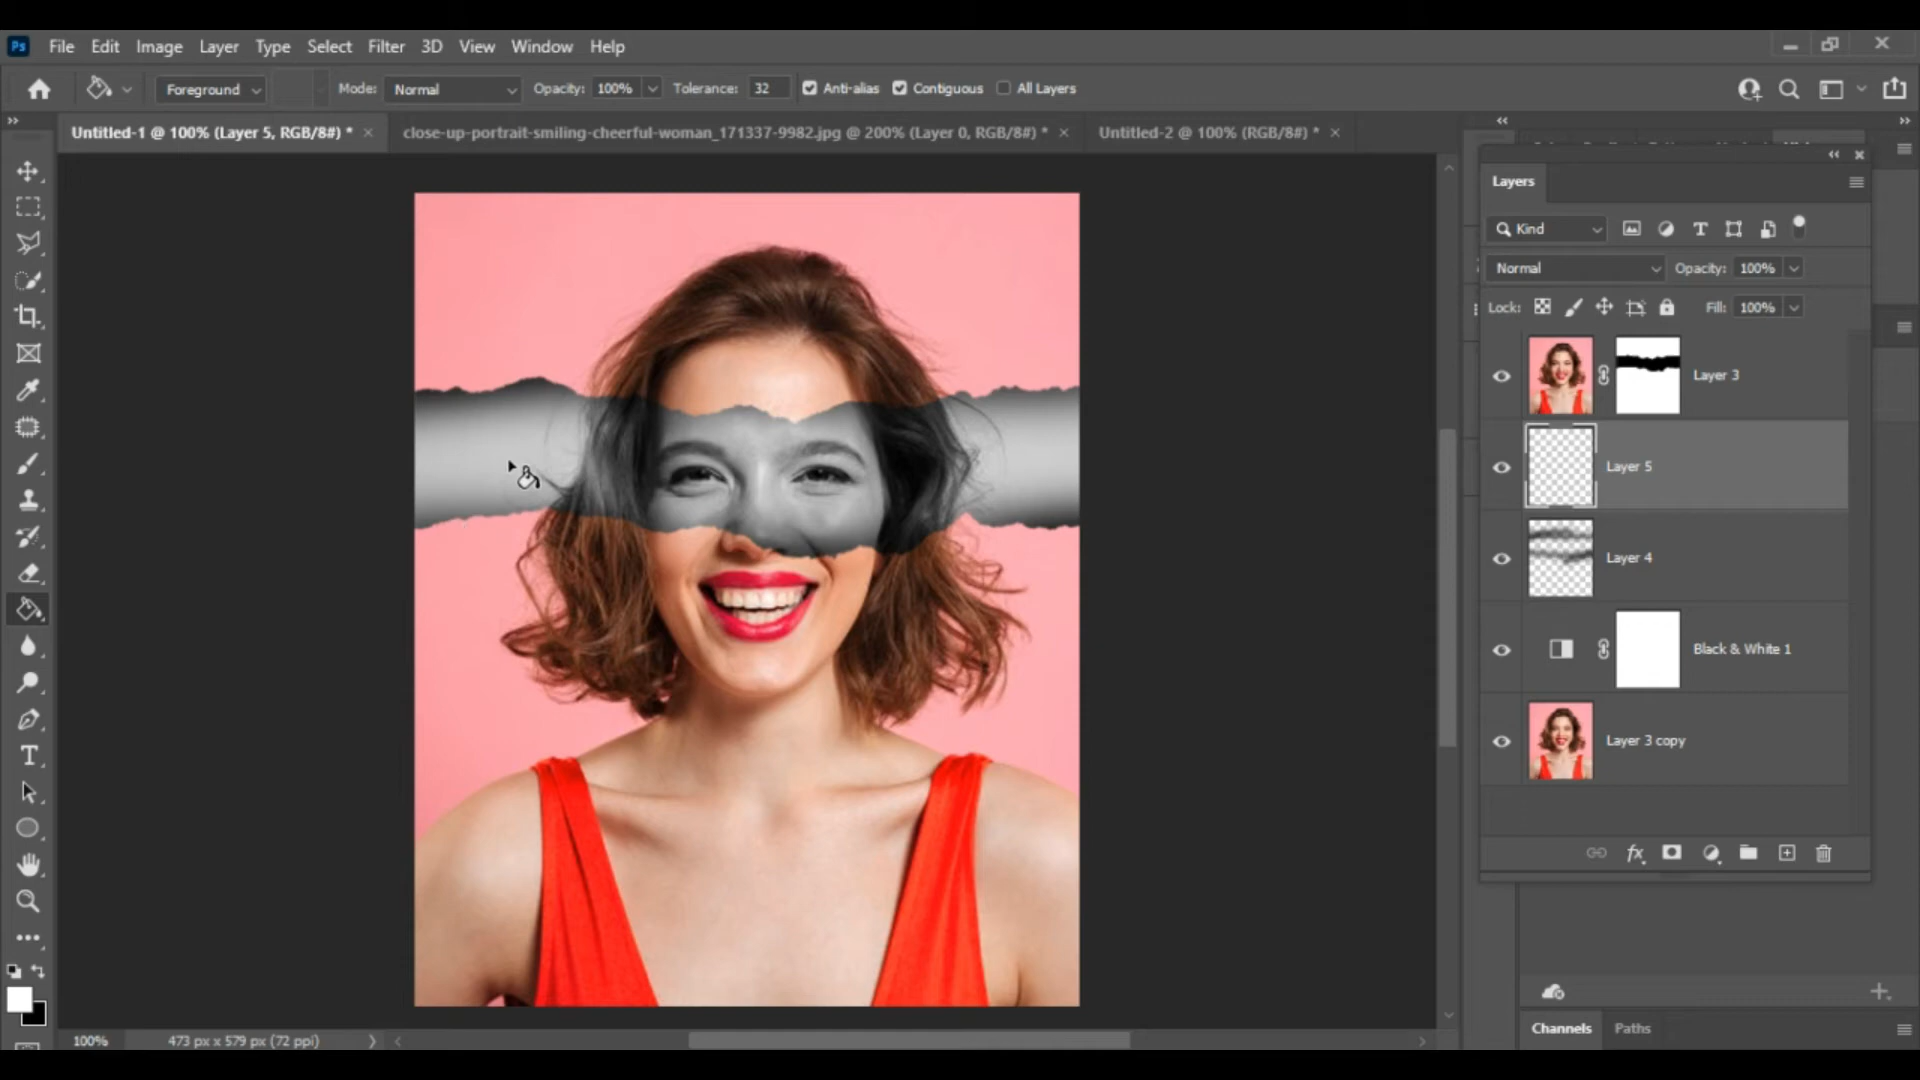 Ps File Edit Image Layer Type Select Filter 3D View Window Help
Foreground Mode: Normal Opacity: 100% Tolerance: 32 Anti-alias Contiguous All Layers
Untitled-1 @ 100% (Layer 5, RGB/8#) * close-up-portrait-smiling-cheerful-woman_171337-9982.jpg @ 200% (Layer 0, RGB/8#) * Untitled-2 @ 100% (RGB/8#) *
Layers
Kind
Normal Opacity: 100%
Lock: Fill: 100%
Layer 3
Layer 5
Layer 4
Black & White 1
Layer 3 copy
fx
Channels Paths
100% 473 px x 579 px (72 ppi)